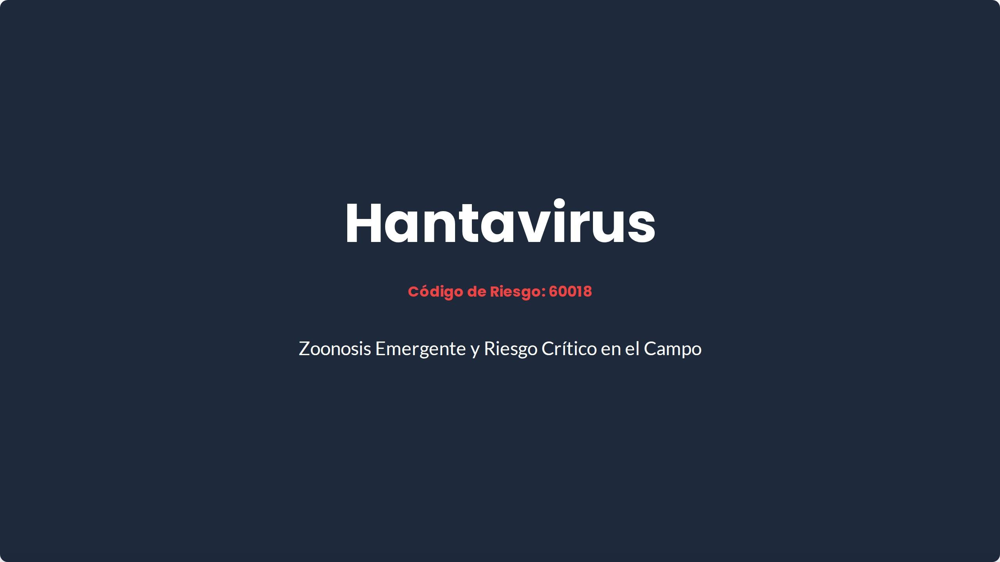 Hantavirus
Código de Riesgo: 60018
Zoonosis Emergente y Riesgo Crítico en el Campo